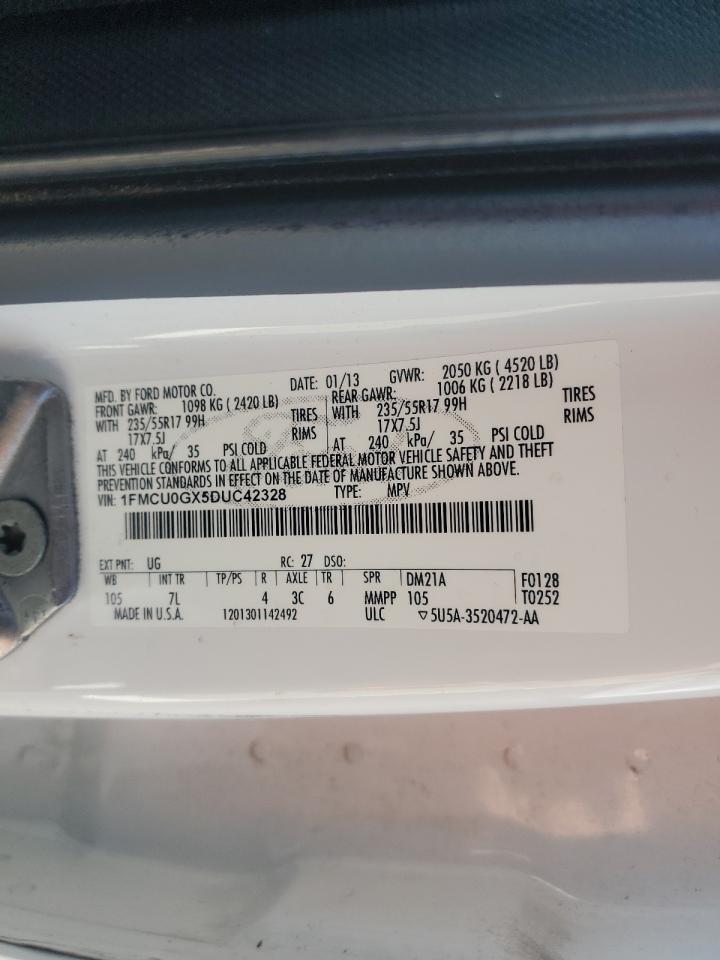 MFD. BY FORD MOTOR CO. DATE: 01/13 GVWR: 2050 KG ( 4520 LB)
FRONT GAWR: 1098 KG ( 2420 LB) REAR GAWR: 1006 KG ( 2218 LB)
WITH 235/55R17 99H TIRES WITH 235/55R17 99H TIRES
17X7.5J RIMS 17X7.5J RIMS
AT 240 kPa/ 35 PSI COLD AT 240 kPa/ 35 PSI COLD
THIS VEHICLE CONFORMS TO ALL APPLICABLE FEDERAL MOTOR VEHICLE SAFETY AND THEFT
PREVENTION STANDARDS IN EFFECT ON THE DATE OF MANUFACTURE SHOWN ABOVE.
VIN: 1FMCU0GX5DUC42328 TYPE: MPV
EXT PNT: UG RC: 27 DSO:
WB INT TR TP/PS R AXLE TR SPR DM21A F0128
105 7L 4 3C 6 MMPP 105 T0252
MADE IN U.S.A. 1201301142492 ULC ▽5U5A-3520472-AA